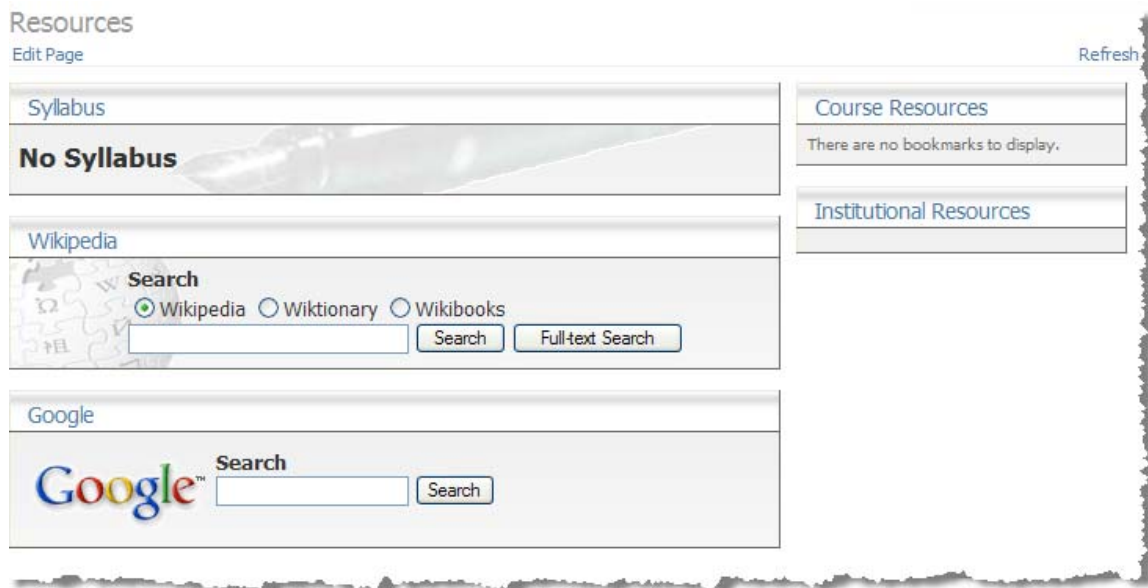 Resources
Edit Page
Refresh
Syllabus
No Syllabus
Wikipedia
Search
Wikipedia Wiktionary Wikibooks
Search Full-text Search
Google
Google™ Search
Search
Course Resources
There are no bookmarks to display.
Institutional Resources